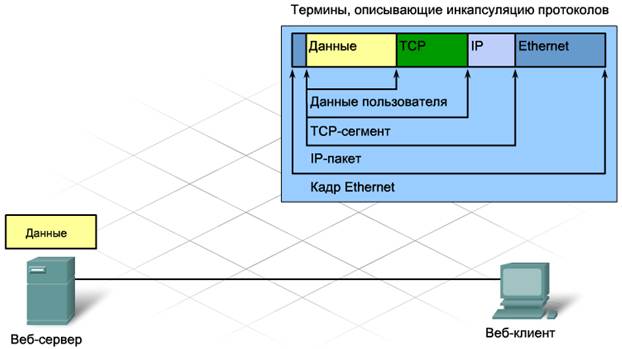 Термины, описывающие инкапсуляцию протоколов
Данные TCP IP Ethernet
Данные пользователя
TCP-сегмент
IP-пакет
Кадр Ethernet
Данные
Веб-сервер
Веб-клиент